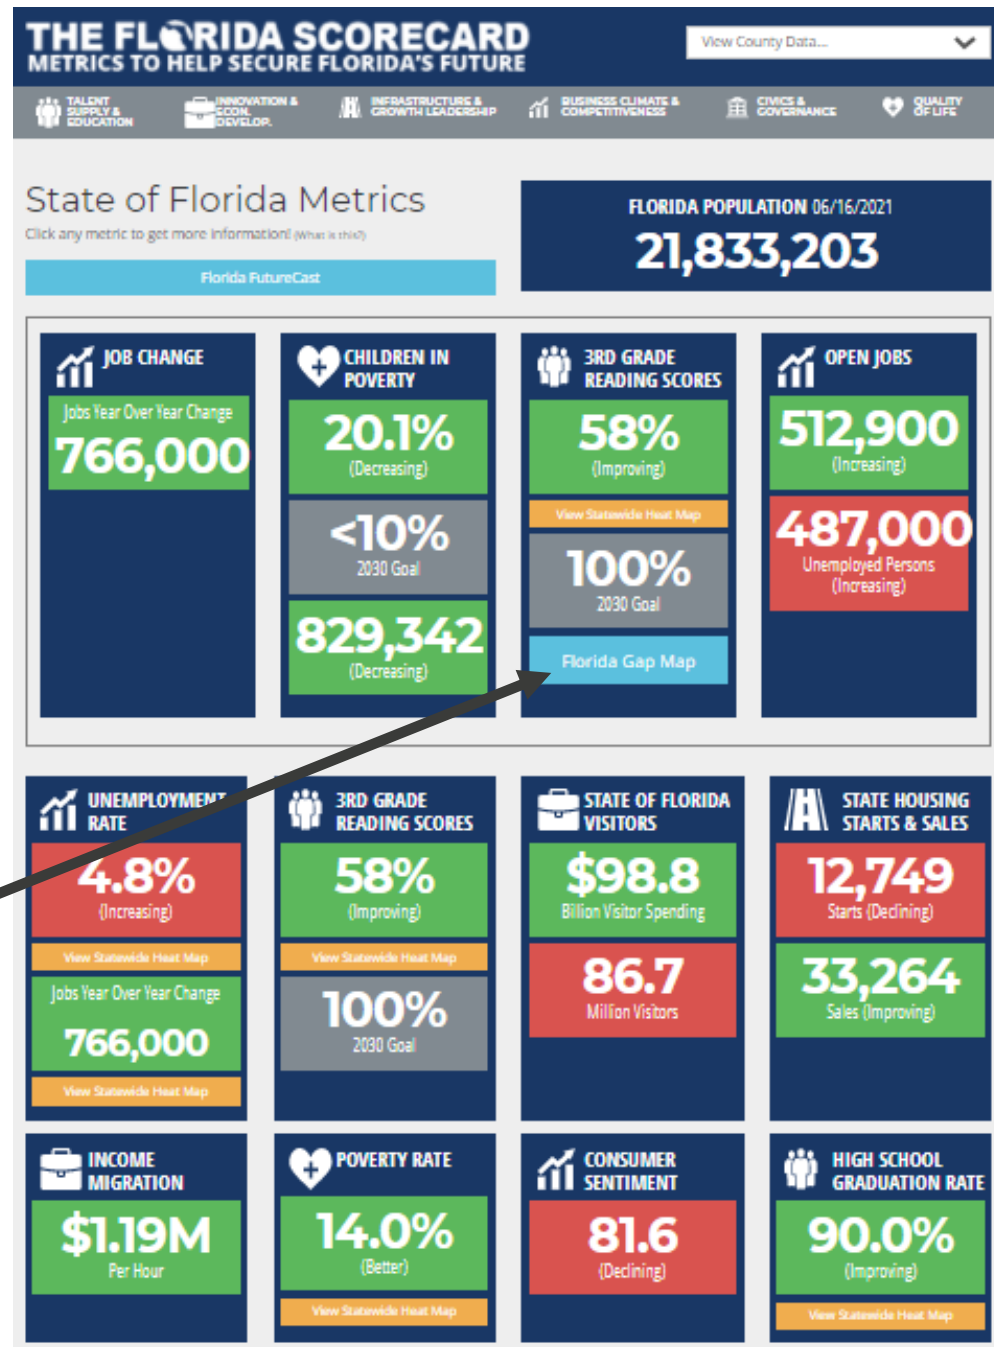 THE FLORIDA SCORECARD
METRICS TO HELP SECURE FLORIDA'S FUTURE
View County Data...
TALENT
SUPPLY &
EDUCATION
INNOVATION &
ECON.
DEVELOP.
INFRASTRUCTURE &
GROWTH LEADERSHIP
BUSINESS CLIMATE &
COMPETITIVENESS
CIVICS &
GOVERNANCE
QUALITY
OF LIFE
State of Florida Metrics
Click any metric to get more information! (What is this?)
Florida FutureCast
FLORIDA POPULATION 06/16/2021
21,833,203
JOB CHANGE
Jobs Year Over Year Change
766,000
CHILDREN IN
POVERTY
20.1%
(Decreasing)
<10%
2030 Goal
829,342
(Decreasing)
3RD GRADE
READING SCORES
58%
(Improving)
View Statewide Heat Map
100%
2030 Goal
Florida Gap Map
OPEN JOBS
512,900
(Increasing)
487,000
Unemployed Persons
(Increasing)
UNEMPLOYMENT
RATE
4.8%
(Increasing)
View Statewide Heat Map
Jobs Year Over Year Change
766,000
View Statewide Heat Map
3RD GRADE
READING SCORES
58%
(Improving)
View Statewide Heat Map
100%
2030 Goal
STATE OF FLORIDA
VISITORS
$98.8
Billion Visitor Spending
86.7
Million Visitors
STATE HOUSING
STARTS & SALES
12,749
Starts (Declining)
33,264
Sales (Improving)
INCOME
MIGRATION
$1.19M
Per Hour
POVERTY RATE
14.0%
(Better)
View Statewide Heat Map
CONSUMER
SENTIMENT
81.6
(Declining)
HIGH SCHOOL
GRADUATION RATE
90.0%
(Improving)
View Statewide Heat Map